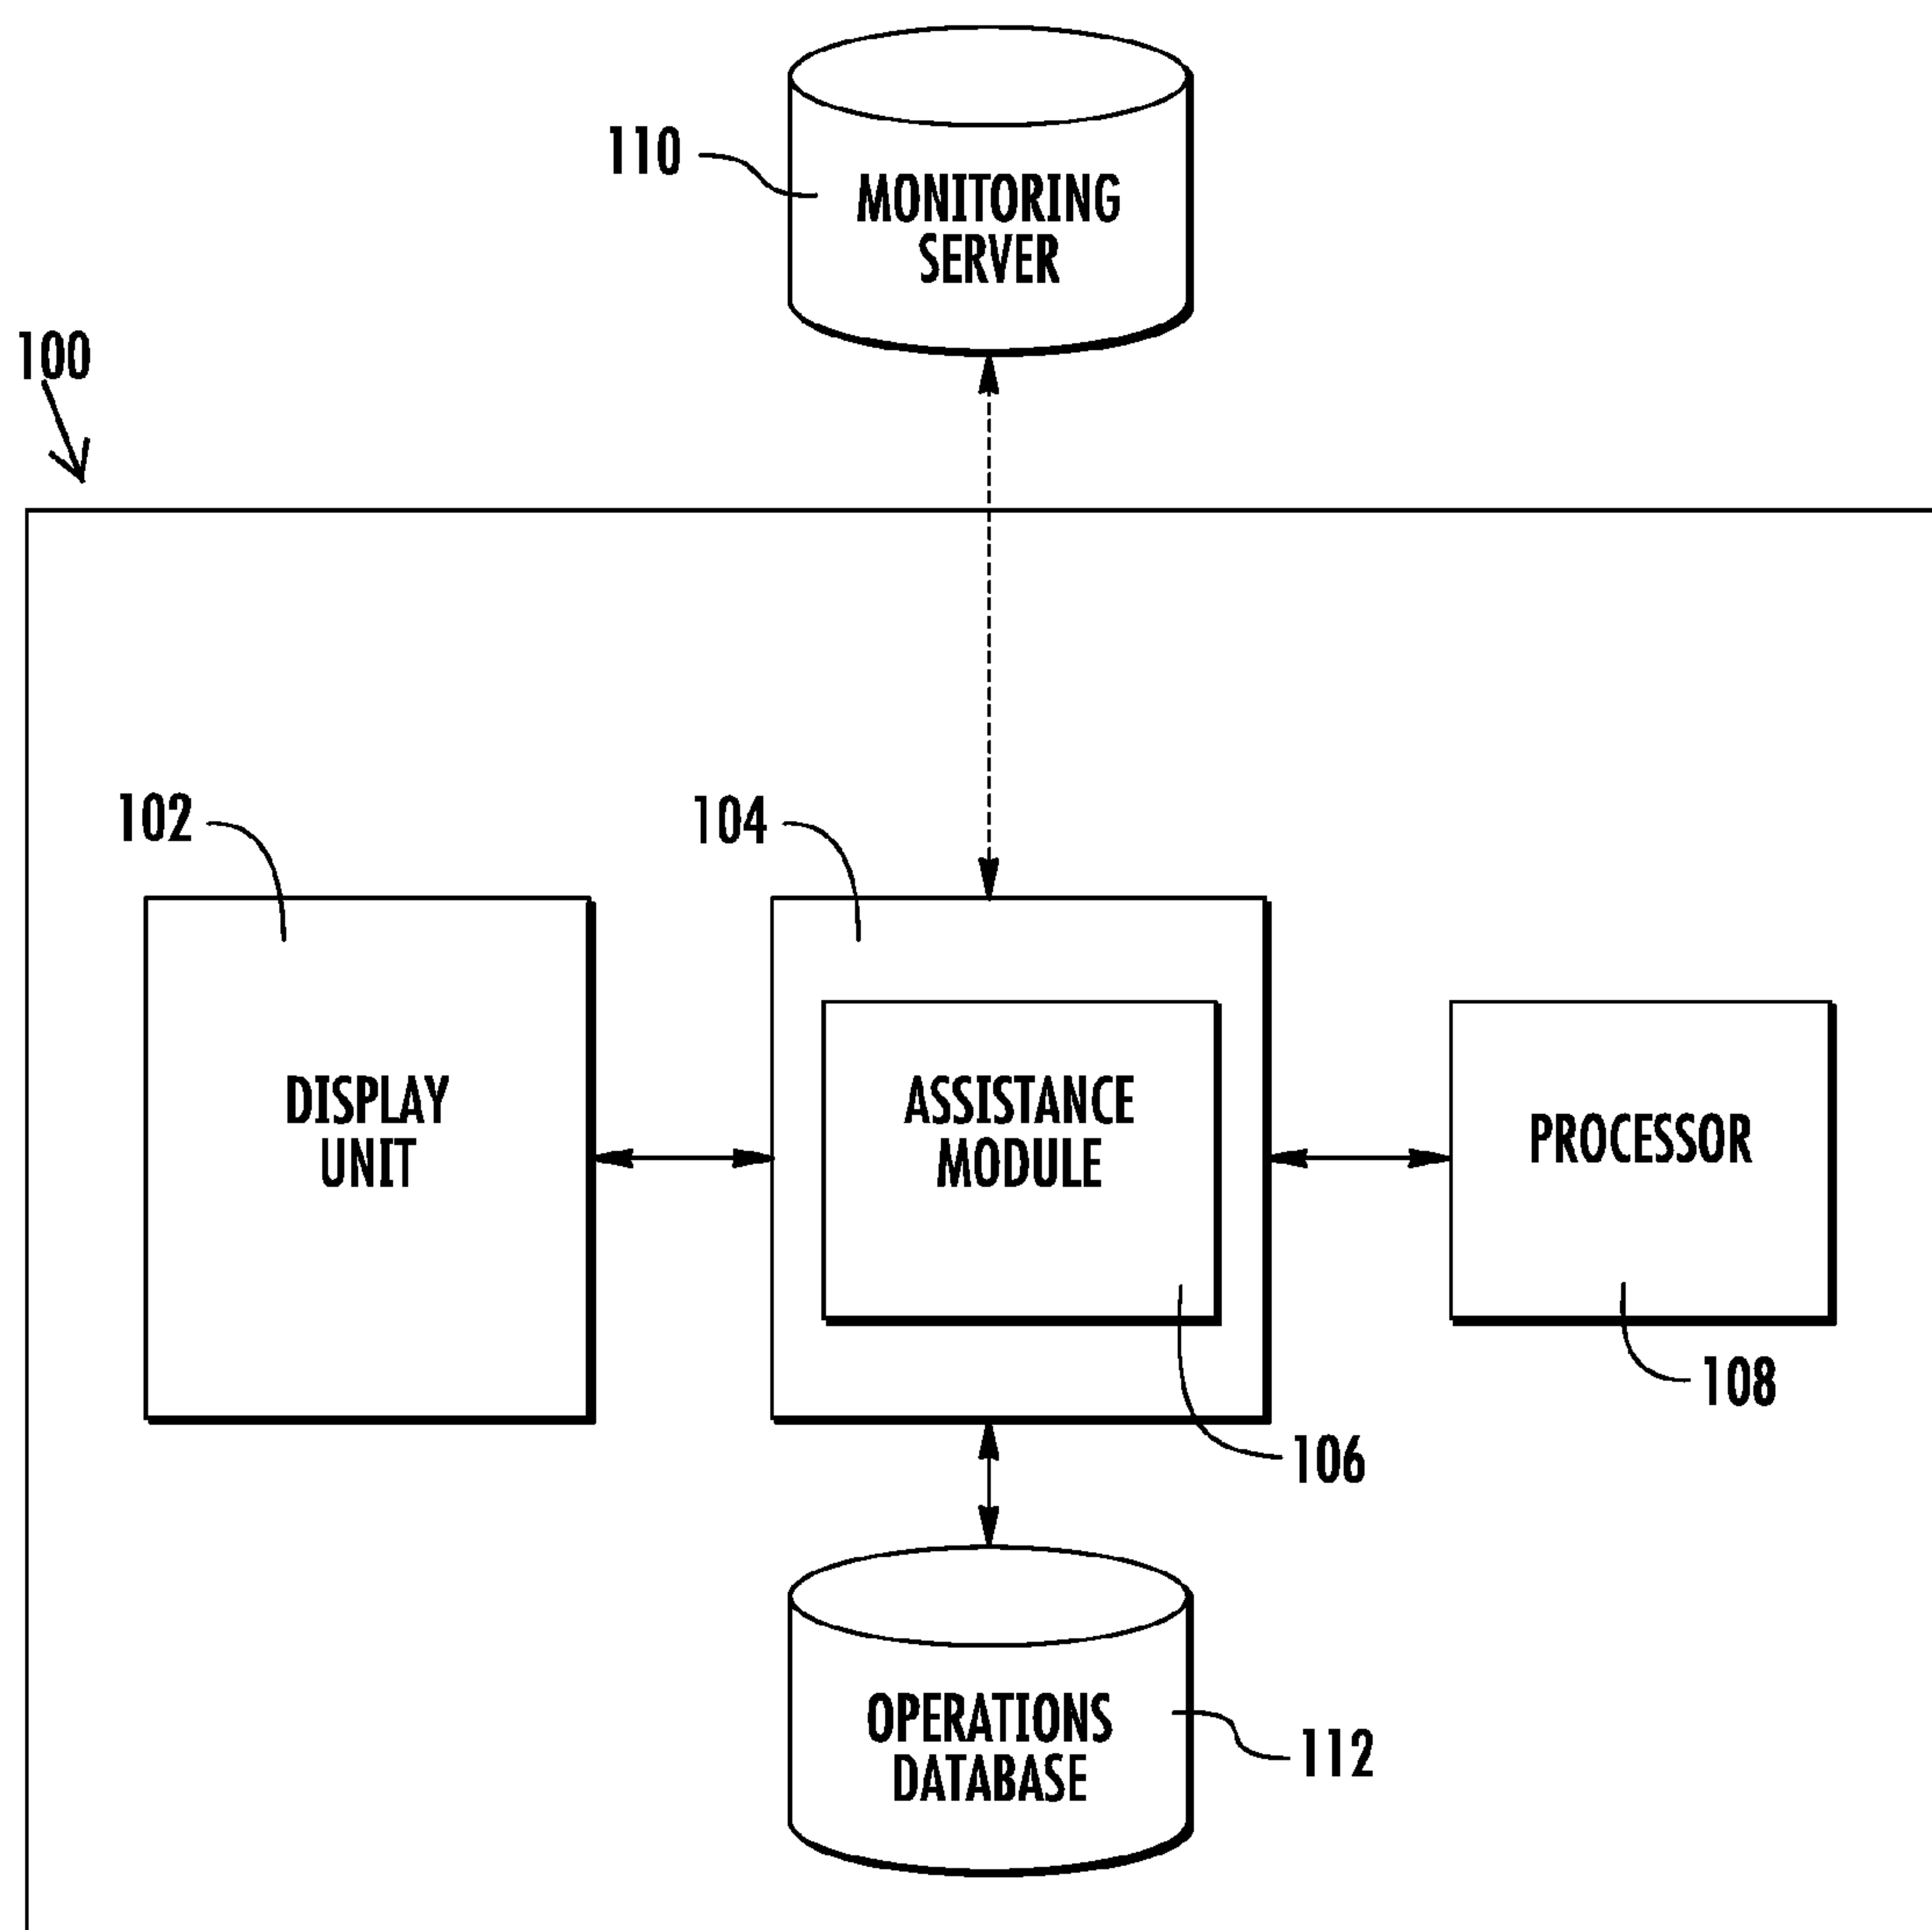 110
MONITORING
SERVER
100
102
104
DISPLAY
UNIT
ASSISTANCE
MODULE
PROCESSOR
108
106
OPERATIONS
DATABASE
112